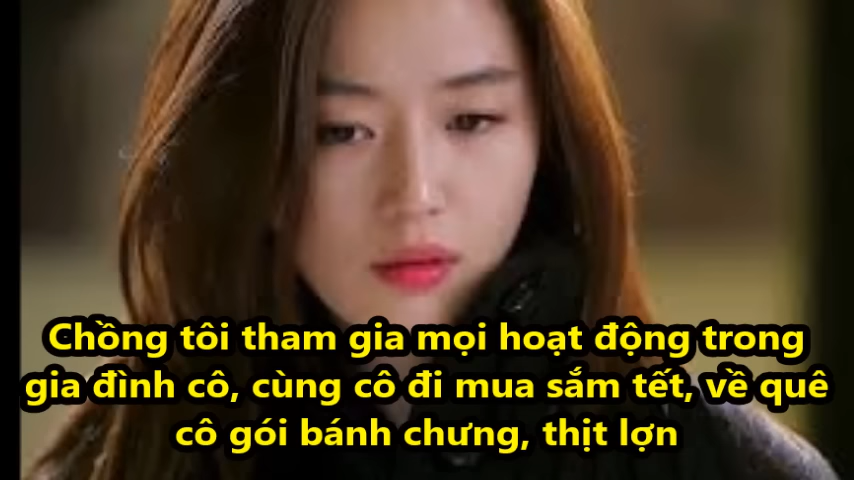 Chồng tôi tham gia mọi hoạt động trong
gia đình cô, cùng cô đi mua sắm tết, về quê
cô gói bánh chưng, thịt lợn